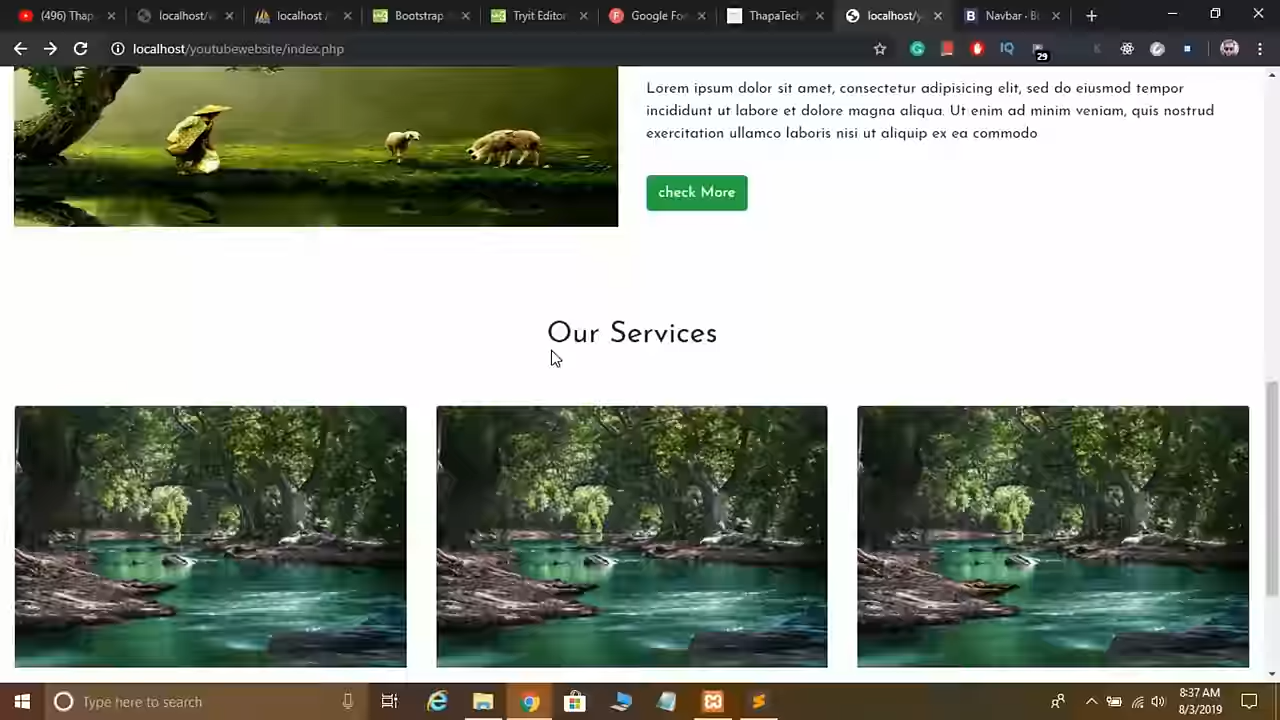 (496) Thap
localhost/
localhost /
Bootstrap
Tryit Editor
Google Fo
ThapaTech
localhost/y
Navbar · B
localhost/youtubewebsite/index.php
IQ
K
29
Lorem ipsum dolor sit amet, consectetur adipisicing elit, sed do eiusmod tempor
incididunt ut labore et dolore magna aliqua. Ut enim ad minim veniam, quis nostrud
exercitation ullamco laboris nisi ut aliquip ex ea commodo
check More
Our Services
Type here to search
8:37 AM
8/3/2019